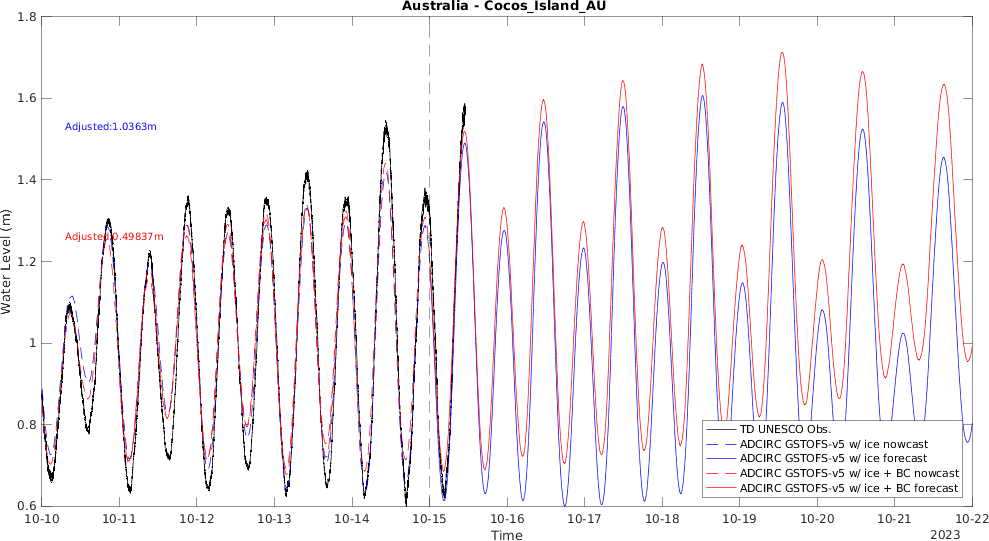 Australia - Cocos_Island_AU
Water Level (m)
1.8
1.6
1.4
1.2
1
0.8
0.6
Adjusted:1.0363m
Adjusted:0.49837m
TD UNESCO Obs.
ADCIRC GSTOFS-v5 w/ ice nowcast
ADCIRC GSTOFS-v5 w/ ice forecast
ADCIRC GSTOFS-v5 w/ ice + BC nowcast
ADCIRC GSTOFS-v5 w/ ice + BC forecast
10-10 10-11 10-12 10-13 10-14 10-15 10-16 10-17 10-18 10-19 10-20 10-21 10-22
Time
2023